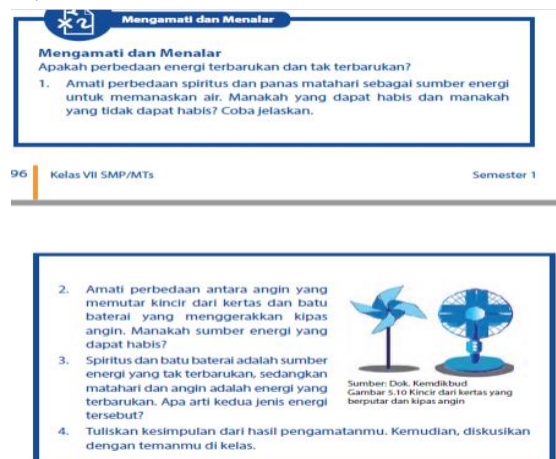 Mengamati dan Menalar
Mengamati dan Menalar
Apakah perbedaan energi terbarukan dan tak terbarukan?
1. Amati perbedaan spiritus dan panas matahari sebagai sumber energi
untuk memanaskan air. Manakah yang dapat habis dan manakah
yang tidak dapat habis? Coba jelaskan.
96 Kelas VII SMP/MTs Semester 1
2. Amati perbedaan antara angin yang
memutar kincir dari kertas dan batu
baterai yang menggerakkan kipas
angin. Manakah sumber energi yang
dapat habis?
3. Spiritus dan batu baterai adalah sumber
energi yang tak terbarukan, sedangkan
matahari dan angin adalah energi yang
terbarukan. Apa arti kedua jenis energi
tersebut?
Sumber: Dok. Kemdikbud
Gambar 5.10 Kincir dari kertas yang
berputar dan kipas angin
4. Tuliskan kesimpulan dari hasil pengamatanmu. Kemudian, diskusikan
dengan temanmu di kelas.